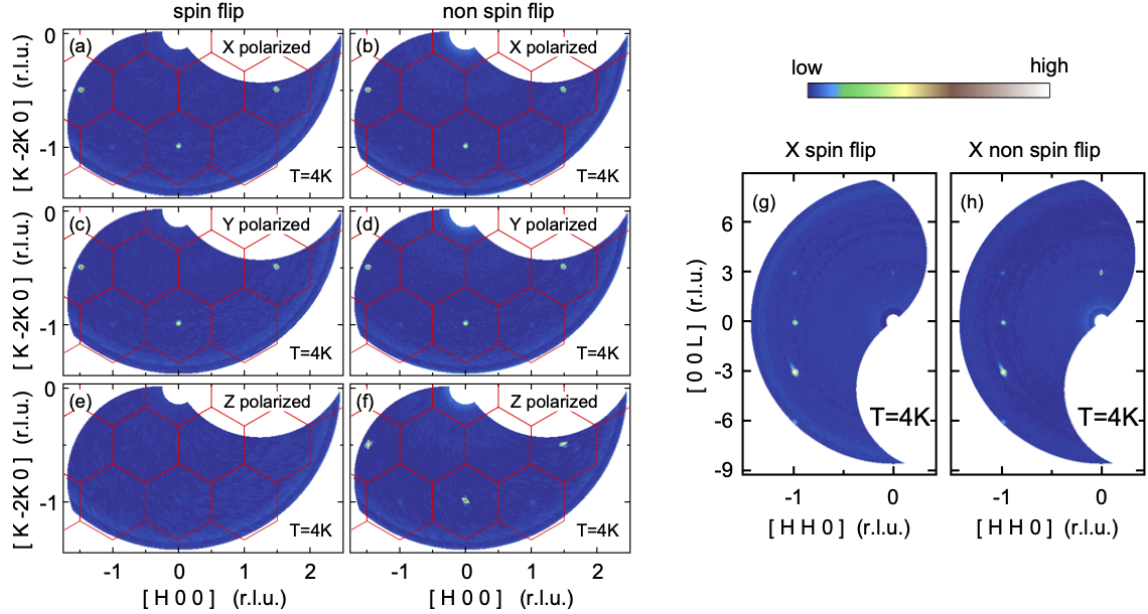 spin flip
non spin flip
(a)
X polarized
T=4K
(b)
X polarized
T=4K
0
-1
[ K -2K 0 ] (r.l.u.)
(c)
Y polarized
T=4K
(d)
Y polarized
T=4K
0
-1
[ K -2K 0 ] (r.l.u.)
(e)
Z polarized
T=4K
(f)
Z polarized
T=4K
0
-1
[ K -2K 0 ] (r.l.u.)
-1 0 1 2
-1 0 1 2
[ H 0 0 ] (r.l.u.)
[ H 0 0 ] (r.l.u.)
low
high
X spin flip
X non spin flip
(g)
T=4K
(h)
T=4K
6
3
0
-3
-6
-9
[ 0 0 L ] (r.l.u.)
-1 0
-1 0
[ H H 0 ] (r.l.u.)
[ H H 0 ] (r.l.u.)